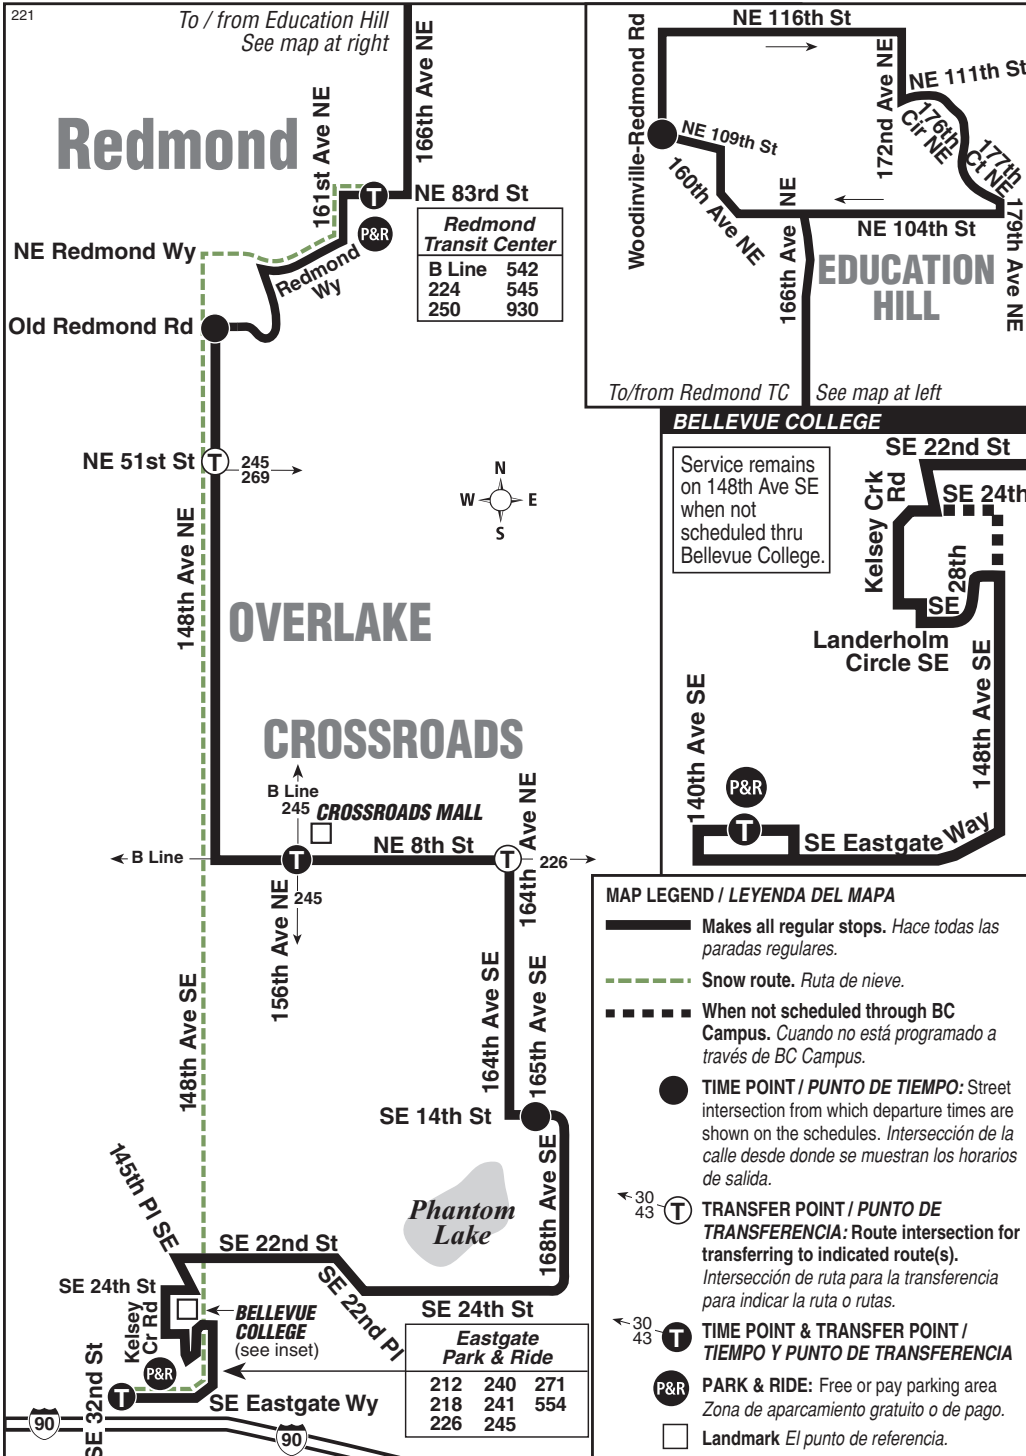 221
To / from Education Hill
See map at right
Redmond
161st Ave NE
166th Ave NE
T
NE 83rd St
P&R
NE Redmond Wy
Redmond
Wy
Redmond
Transit Center
B Line 542
224 545
250 930
Old Redmond Rd
NE 51st St
T
245
269
N
W
E
S
148th Ave NE
OVERLAKE
CROSSROADS
B Line
245
CROSSROADS MALL
NE 8th St
B Line
T
T
226
164th Ave NE
245
156th Ave NE
148th Ave SE
164th Ave SE
165th Ave SE
SE 14th St
168th Ave SE
Phantom
Lake
145th Pl SE
SE 22nd St
SE 22nd Pl
SE 24th St
SE 24th St
Kelsey
Cr Rd
BELLEVUE
COLLEGE
(see inset)
P&R
T
SE 32nd St
SE Eastgate Wy
90
90
Eastgate
Park & Ride
212 240 271
218 241 554
226 245
NE 116th St
Woodinville-Redmond Rd
172nd Ave NE
NE 111th St
176th
Cir NE
177th
Ct NE
179th Ave NE
NE 109th St
160th Ave NE
166th Ave NE
NE 104th St
EDUCATION
HILL
To/from Redmond TC
See map at left
BELLEVUE COLLEGE
Service remains
on 148th Ave SE
when not
scheduled thru
Bellevue College.
SE 22nd St
Kelsey Crk
Rd
SE 24th
SE 28th
Landerholm
Circle SE
148th Ave SE
140th Ave SE
P&R
T
SE Eastgate Way
MAP LEGEND / LEYENDA DEL MAPA
Makes all regular stops. Hace todas las
paradas regulares.
Snow route. Ruta de nieve.
When not scheduled through BC
Campus. Cuando no está programado a
través de BC Campus.
TIME POINT / PUNTO DE TIEMPO: Street
intersection from which departure times are
shown on the schedules. Intersección de la
calle desde donde se muestran los horarios
de salida.
30
43
T
TRANSFER POINT / PUNTO DE
TRANSFERENCIA: Route intersection for
transferring to indicated route(s).
Intersección de ruta para la transferencia
para indicar la ruta o rutas.
30
43
T
TIME POINT & TRANSFER POINT /
TIEMPO Y PUNTO DE TRANSFERENCIA
P&R
PARK & RIDE: Free or pay parking area
Zona de aparcamiento gratuito o de pago.
Landmark El punto de referencia.